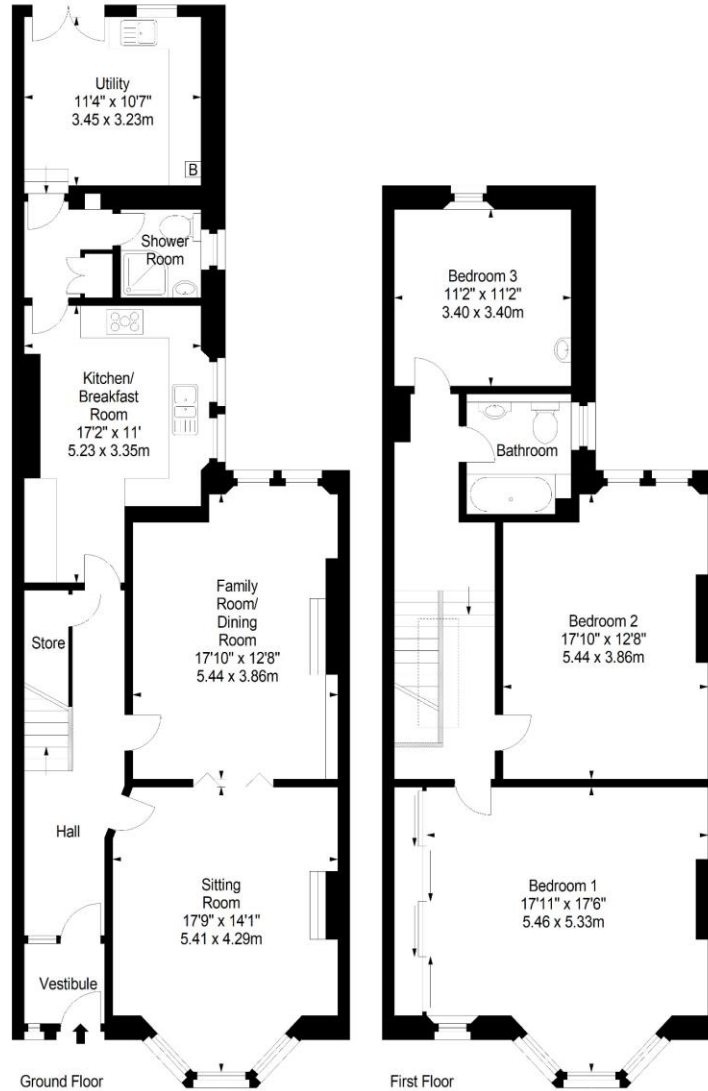 Utility
11'4" x 10'7"
3.45 x 3.23m
B
Shower
Room
Kitchen/
Breakfast
Room
17'2" x 11'
5.23 x 3.35m
Family
Room/
Dining
Room
17'10" x 12'8"
5.44 x 3.86m
Store
Hall
Sitting
Room
17'9" x 14'1"
5.41 x 4.29m
Vestibule
Ground Floor
Bedroom 3
11'2" x 11'2"
3.40 x 3.40m
Bathroom
Bedroom 2
17'10" x 12'8"
5.44 x 3.86m
Bedroom 1
17'11" x 17'6"
5.46 x 5.33m
First Floor